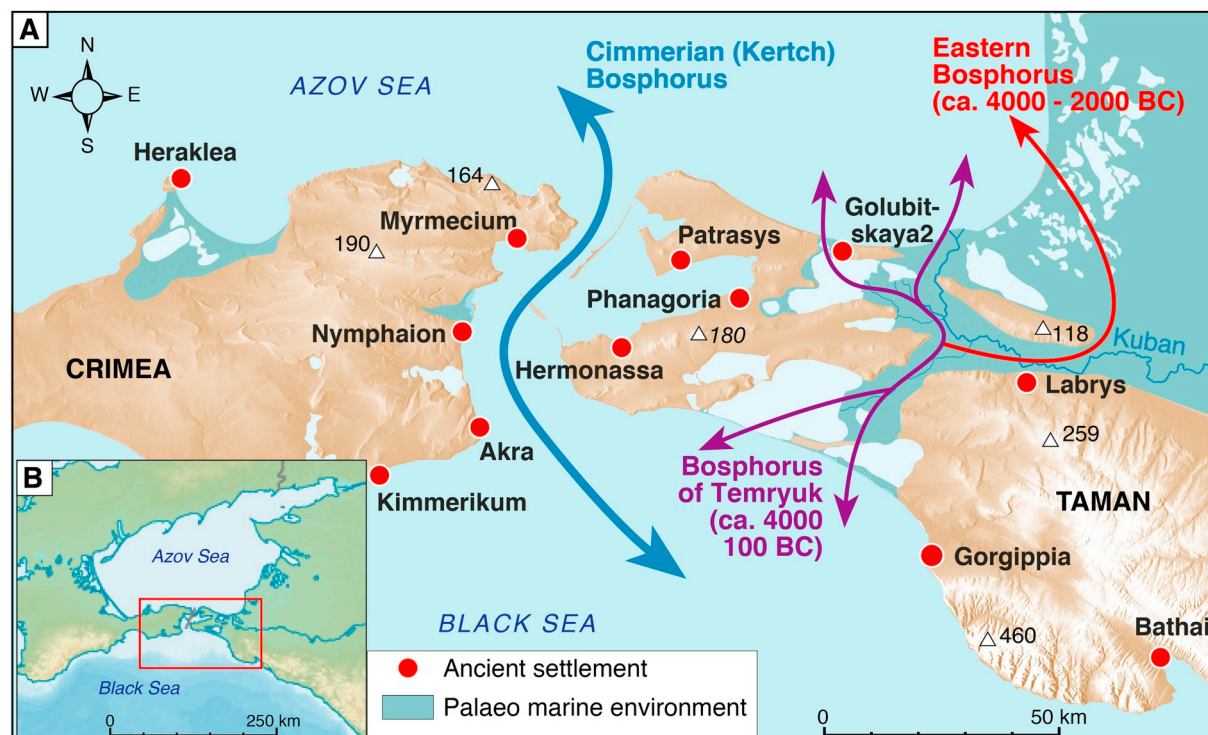 A
N
W
E
S
AZOV SEA
Cimmerian (Kertch)
Bosphorus
Eastern
Bosphorus
(ca. 4000 - 2000 BC)
Heraklea
164
Myrmecium
190
Patrasys
Golubit-
skaya2
Phanagoria
Nymphaion
180
118
Kuban
CRIMEA
Hermonassa
Labrys
Akra
259
Kimmerikum
Bosphorus
of Temryuk
(ca. 4000
100 BC)
TAMAN
Gorgippia
460
Bathai
BLACK SEA
B
Azov Sea
Black Sea
0
250 km
Ancient settlement
Palaeo marine environment
0
50 km